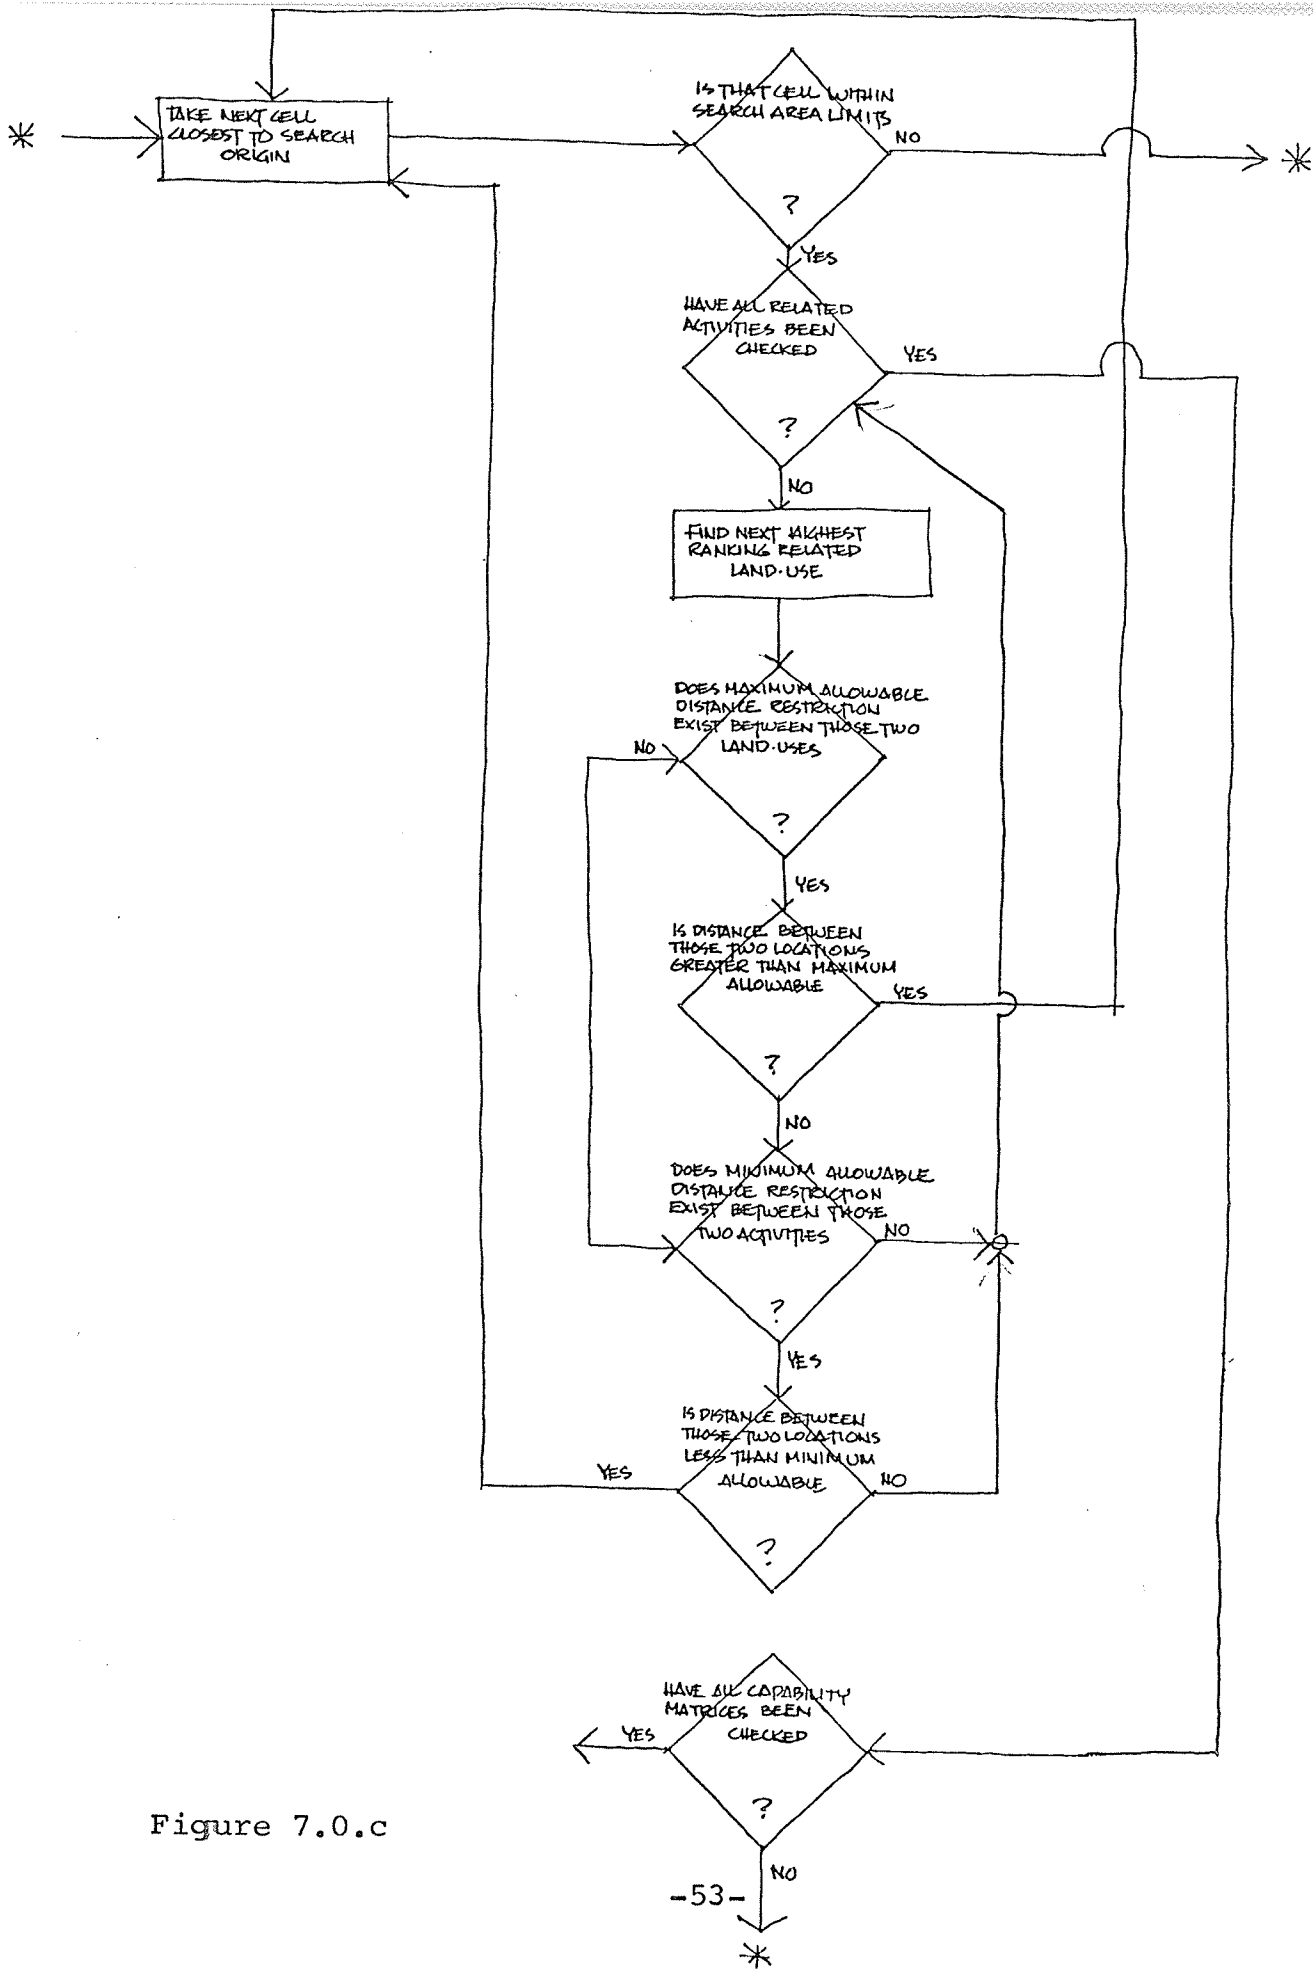 IS THAT CELL WITHIN
SEARCH AREA LIMITS
?
NO
*
TAKE NEXT CELL
CLOSEST TO SEARCH
ORIGIN
*
YES
HAVE ALL RELATED
ACTIVITIES BEEN
CHECKED
?
YES
NO
FIND NEXT HIGHEST
RANKING RELATED
LAND-USE
DOES MAXIMUM ALLOWABLE
DISTANCE RESTRICTION
EXIST BETWEEN THOSE TWO
LAND-USES
?
NO
YES
IS DISTANCE BETWEEN
THOSE TWO LOCATIONS
GREATER THAN MAXIMUM
ALLOWABLE
?
YES
NO
DOES MINIMUM ALLOWABLE
DISTANCE RESTRICTION
EXIST BETWEEN THOSE
TWO ACTIVITIES
?
NO
YES
IS DISTANCE BETWEEN
THOSE TWO LOCATIONS
LESS THAN MINIMUM
ALLOWABLE
?
YES
NO
HAVE ALL CAPABILITY
MATRICES BEEN
CHECKED
?
YES
NO
*
Figure 7.0.c
-53-